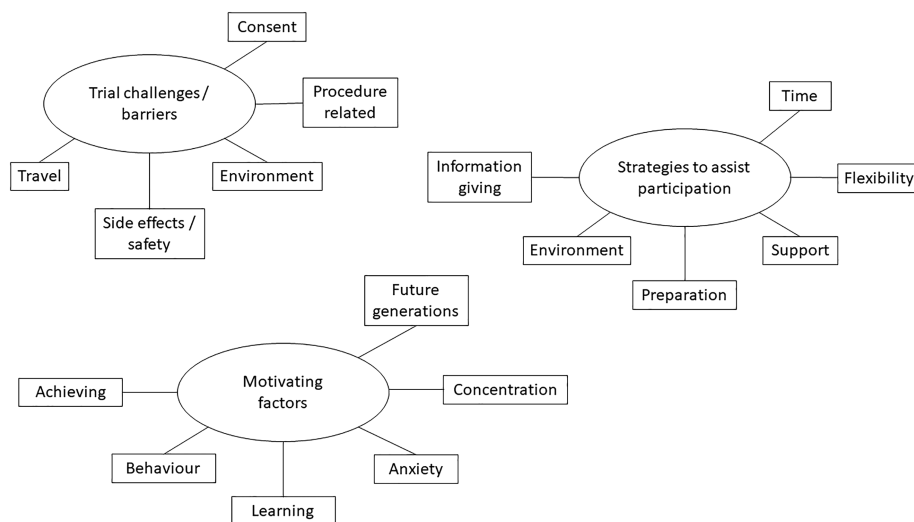 Consent
Trial challenges/
barriers
Procedure
related
Travel
Environment
Side effects /
safety
Time
Strategies to assist
participation
Information
giving
Flexibility
Environment
Support
Preparation
Future
generations
Motivating
factors
Achieving
Concentration
Behaviour
Anxiety
Learning